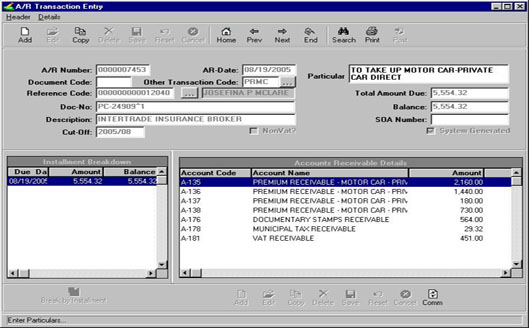 A/R Transaction Entry
Header Details
Add Edit Copy Delete Save Reset Cancel Home Prev Next End Search Print Post
A/R Number: 0000007453 AR-Date: 08/19/2005 Particular TO TAKE UP MOTOR CAR-PRIVATE CAR DIRECT
Document Code: Other Transaction Code: PRMC ...
Reference Code: 000000000012040 ... JOSEFINA P MCLARE Total Amount Due: 5,554.32
Doc-No: PC-24909^1 Balance: 5,554.32
Description: INTERTRADE INSURANCE BROKER SOA Number:
Cut-Off: 2005/08 NonVat? System Generated
Installment Breakdown
Due Da Amount Balance
08/19/2005 5,554.32 5,554.32
Accounts Receivable Details
Account Code Account Name Amount
A-135 PREMIUM RECEIVABLE - MOTOR CAR - PRIV 2,160.00
A-136 PREMIUM RECEIVABLE - MOTOR CAR - PRIV 1,440.00
A-137 PREMIUM RECEIVABLE - MOTOR CAR - PRIV 180.00
A-138 PREMIUM RECEIVABLE - MOTOR CAR - PRIV 730.00
A-176 DOCUMENTARY STAMPS RECEIVABLE 564.00
A-178 MUNICIPAL TAX RECEIVABLE 29.32
A-181 VAT RECEIVABLE 451.00
Break by Installment
Add Edit Copy Delete Save Reset Cancel Comm
Enter Particulars...